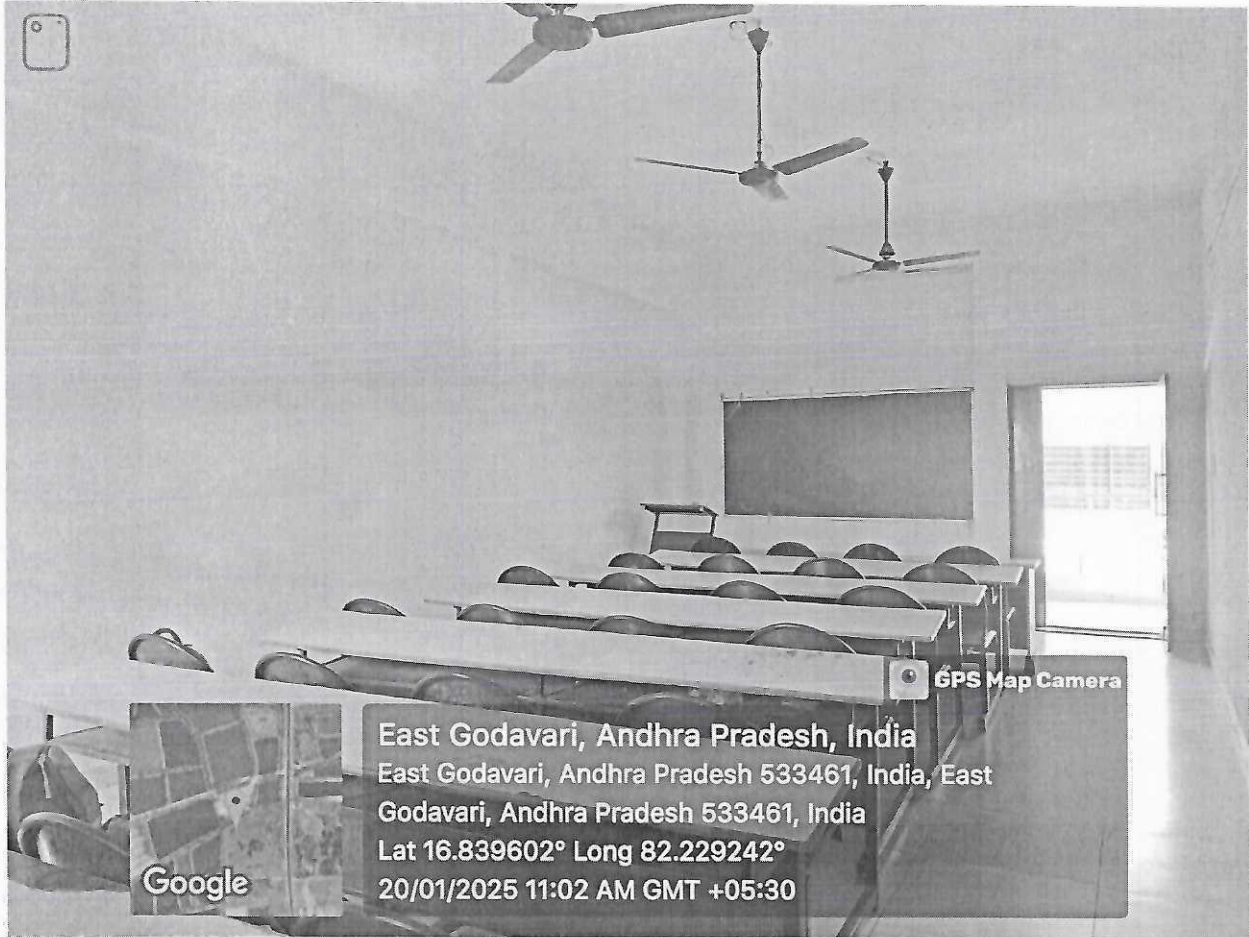 GPS Map Camera
East Godavari, Andhra Pradesh, India
East Godavari, Andhra Pradesh 533461, India, East
Godavari, Andhra Pradesh 533461, India
Lat 16.839602° Long 82.229242°
20/01/2025 11:02 AM GMT +05:30
Google